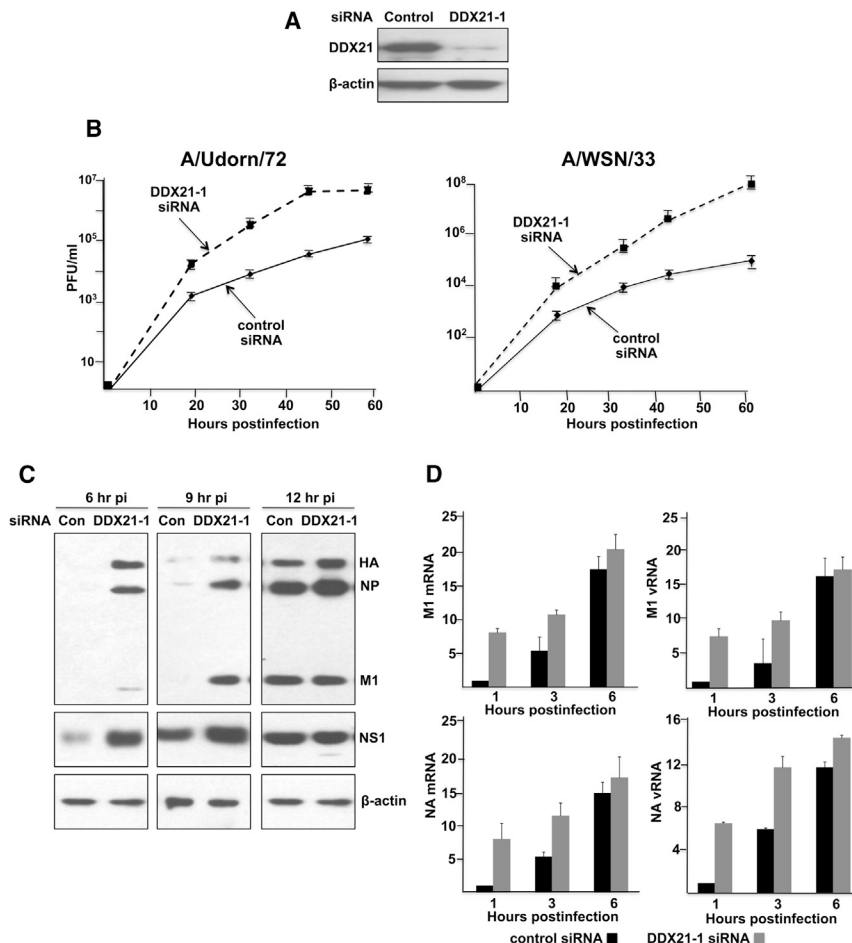 A
siRNA Control DDX21-1
DDX21
β-actin
B
A/Udorn/72
PFU/ml
10⁷
10⁵
10³
10
DDX21-1
siRNA
control
siRNA
10 20 30 40 50 60
Hours postinfection
A/WSN/33
10⁸
10⁶
10⁴
10²
DDX21-1
siRNA
control
siRNA
10 20 30 40 50 60
Hours postinfection
C
6 hr pi 9 hr pi 12 hr pi
siRNA Con DDX21-1 Con DDX21-1 Con DDX21-1
HA
NP
M1
NS1
β-actin
D
M1 mRNA
25
20
15
10
5
1 3 6
Hours postinfection
M1 vRNA
25
20
15
10
5
1 3 6
Hours postinfection
NA mRNA
25
20
15
10
5
1 3 6
Hours postinfection
NA vRNA
16
12
8
4
1 3 6
Hours postinfection
control siRNA DDX21-1 siRNA